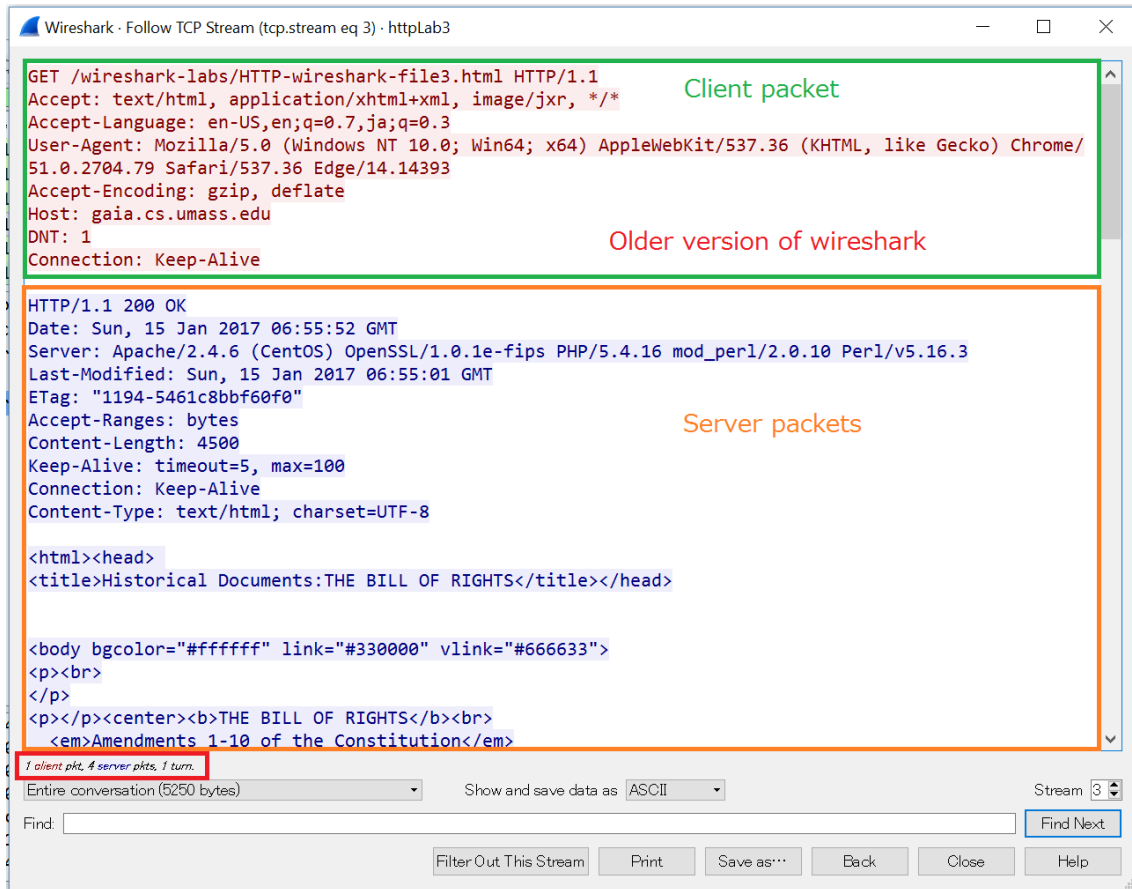 Wireshark · Follow TCP Stream (tcp.stream eq 3) · httpLab3
GET /wireshark-labs/HTTP-wireshark-file3.html HTTP/1.1
Client packet
Accept: text/html, application/xhtml+xml, image/jxr, */*
Accept-Language: en-US,en;q=0.7,ja;q=0.3
User-Agent: Mozilla/5.0 (Windows NT 10.0; Win64; x64) AppleWebKit/537.36 (KHTML, like Gecko) Chrome/
51.0.2704.79 Safari/537.36 Edge/14.14393
Accept-Encoding: gzip, deflate
Host: gaia.cs.umass.edu
DNT: 1
Older version of wireshark
Connection: Keep-Alive
HTTP/1.1 200 OK
Date: Sun, 15 Jan 2017 06:55:52 GMT
Server: Apache/2.4.6 (CentOS) OpenSSL/1.0.1e-fips PHP/5.4.16 mod_perl/2.0.10 Perl/v5.16.3
Last-Modified: Sun, 15 Jan 2017 06:55:01 GMT
ETag: "1194-5461c8bbf60f0"
Accept-Ranges: bytes
Server packets
Content-Length: 4500
Keep-Alive: timeout=5, max=100
Connection: Keep-Alive
Content-Type: text/html; charset=UTF-8
<html><head>
<title>Historical Documents:THE BILL OF RIGHTS</title></head>
<body bgcolor="#ffffff" link="#330000" vlink="#666633">
<p><br>
</p>
<p></p><center><b>THE BILL OF RIGHTS</b><br>
<em>Amendments 1-10 of the Constitution</em>
1 client pkt, 4 server pkts, 1 turn.
Entire conversation (5250 bytes)
Show and save data as ASCII
Stream 3
Find:
Find Next
Filter Out This Stream
Print
Save as…
Back
Close
Help